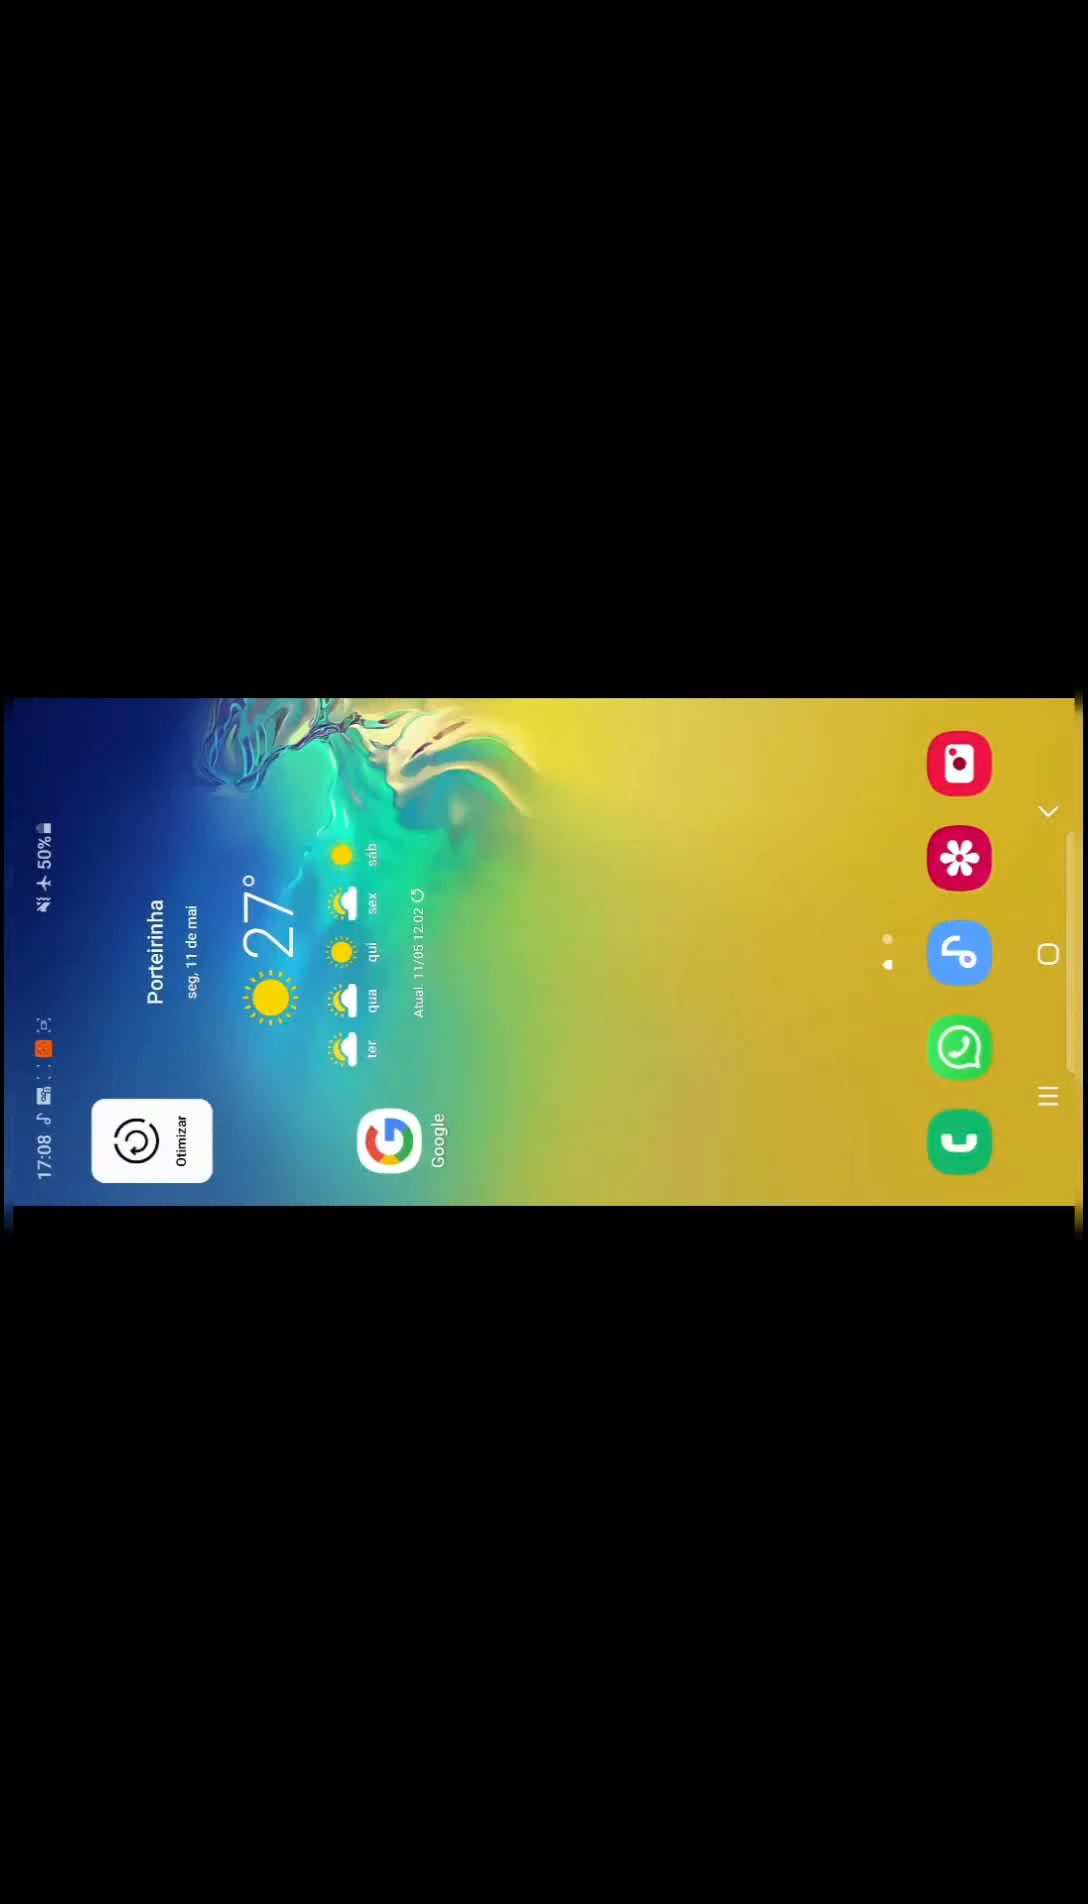 17:08
50%
Otimizar
Porteirinha
seg, 11 de mai
27°
ter qua qui sex sáb
Atual. 11/05 12:02
Google